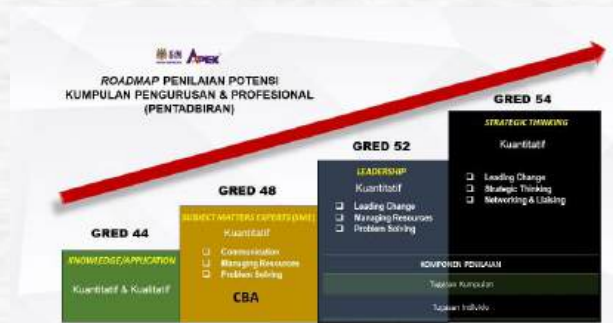 APEX
ROADMAP PENILAIAN POTENSI
KUMPULAN PENGURUSAN & PROFESIONAL
(PENTADBIRAN)
GRED 44
KNOWLEDGE/APPLICATION
Kuantitatif & Kualitatif
GRED 48
SUBJECT MATTERS EXPERTS (SME)
Kuantitatif
Communication
Managing Resources
Problem Solving
CBA
GRED 52
LEADERSHIP
Kuantitatif
Leading Change
Managing Resources
Problem Solving
GRED 54
STRATEGIC THINKING
Kuantitatif
Leading Change
Strategic Thinking
Networking & Liaising
KOMPONEN PENILAIAN
Tugasan Kumpulan
Tugasan Individu